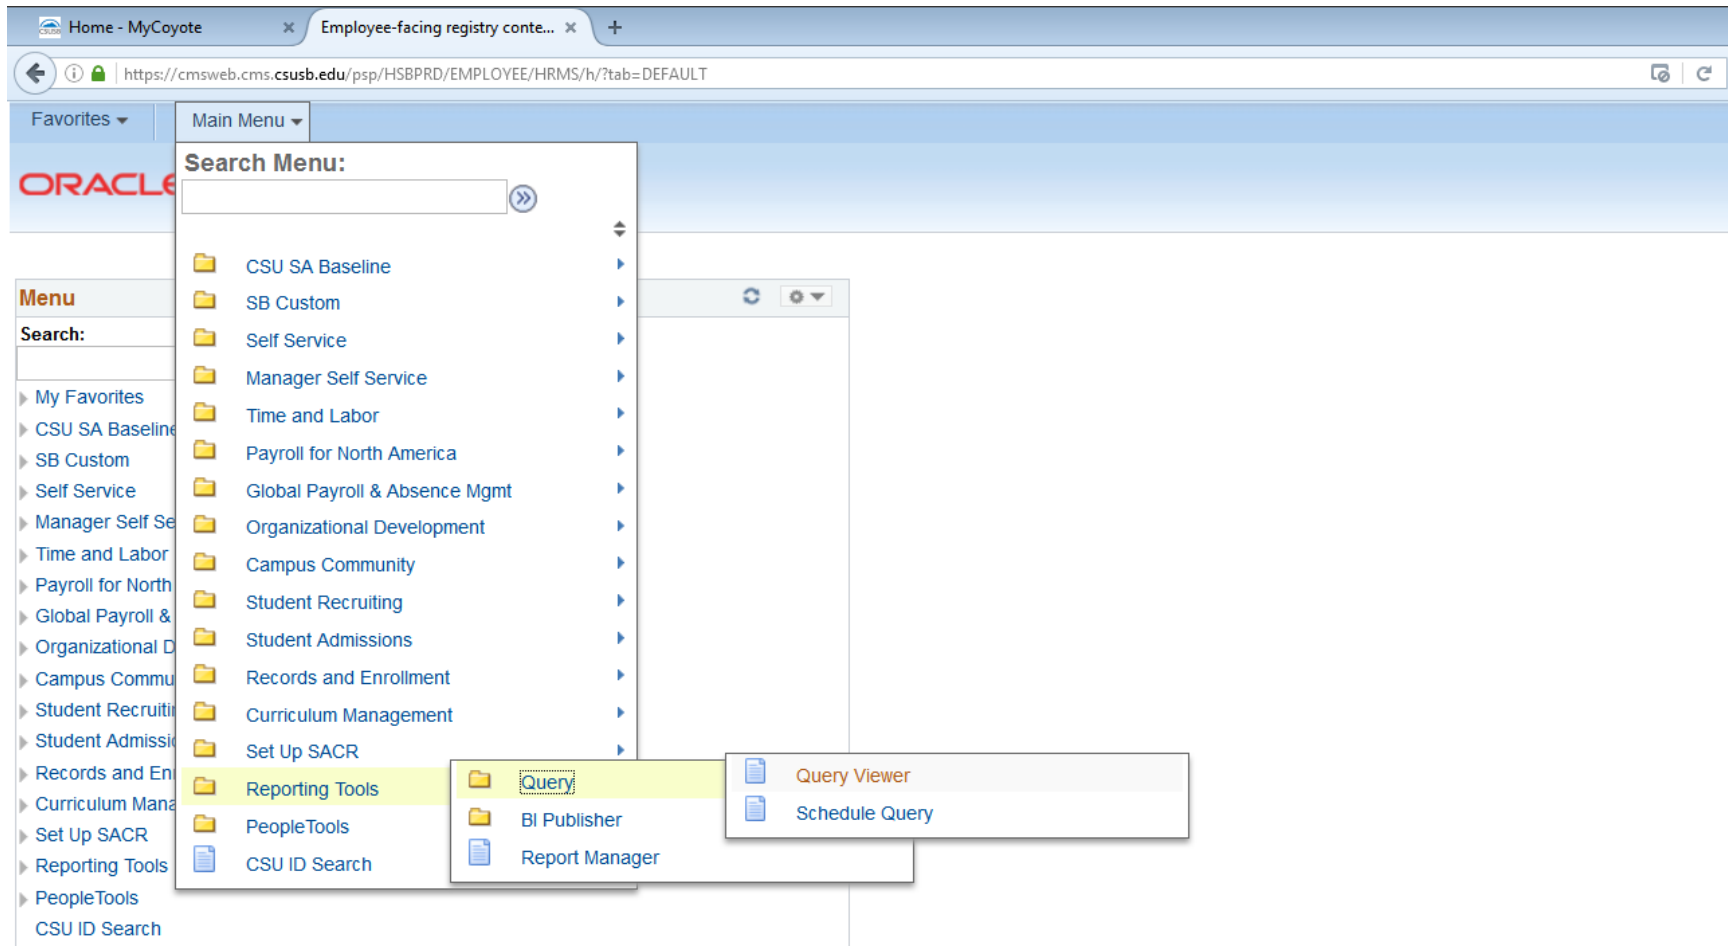 Home - MyCoyote
Employee-facing registry conte...
https://cmsweb.cms.csusb.edu/psp/HSBPRD/EMPLOYEE/HRMS/h/?tab=DEFAULT
Favorites
Main Menu
ORACLE
Search Menu:
CSU SA Baseline
SB Custom
Self Service
Manager Self Service
Time and Labor
Payroll for North America
Global Payroll & Absence Mgmt
Organizational Development
Campus Community
Student Recruiting
Student Admissions
Records and Enrollment
Curriculum Management
Set Up SACR
Reporting Tools
PeopleTools
CSU ID Search
Query
BI Publisher
Report Manager
Query Viewer
Schedule Query
Menu
Search:
My Favorites
CSU SA Baseline
SB Custom
Self Service
Manager Self Se
Time and Labor
Payroll for North
Global Payroll &
Organizational D
Campus Commu
Student Recruiti
Student Admissi
Records and En
Curriculum Mana
Set Up SACR
Reporting Tools
PeopleTools
CSU ID Search